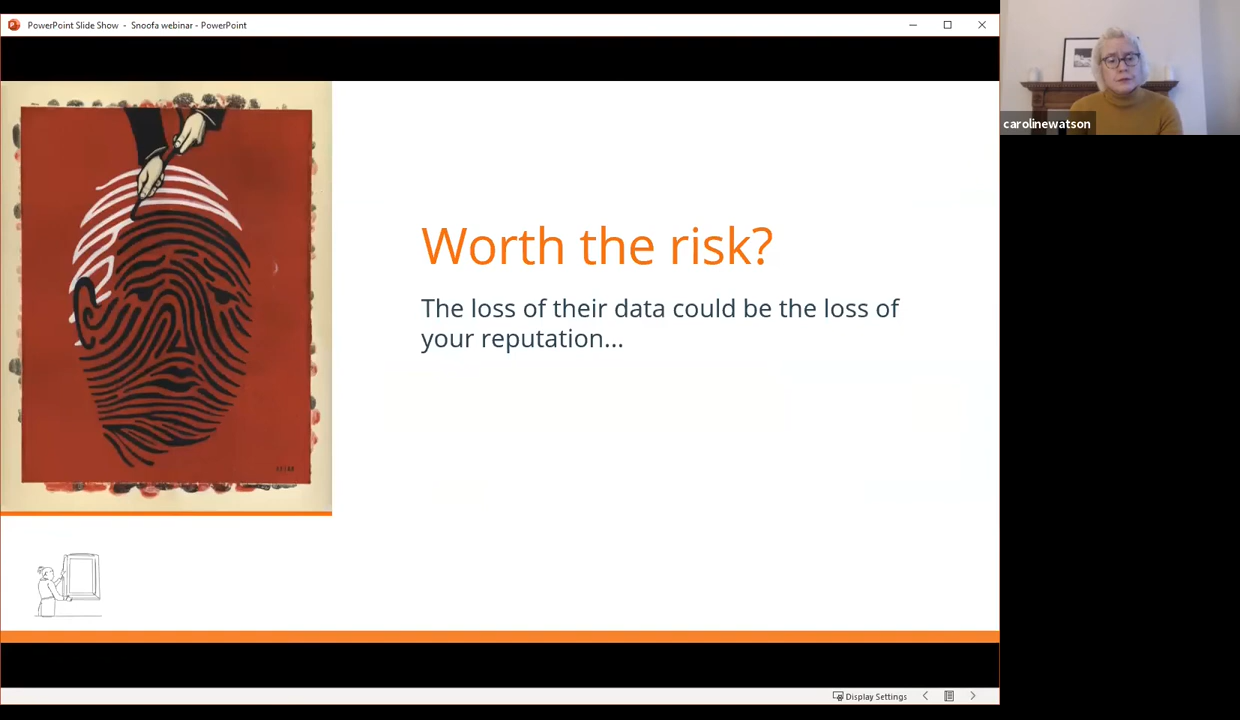 PowerPoint Slide Show - Snoofa webinar - PowerPoint
carolinewatson
Worth the risk?
The loss of their data could be the loss of
your reputation...
Display Settings